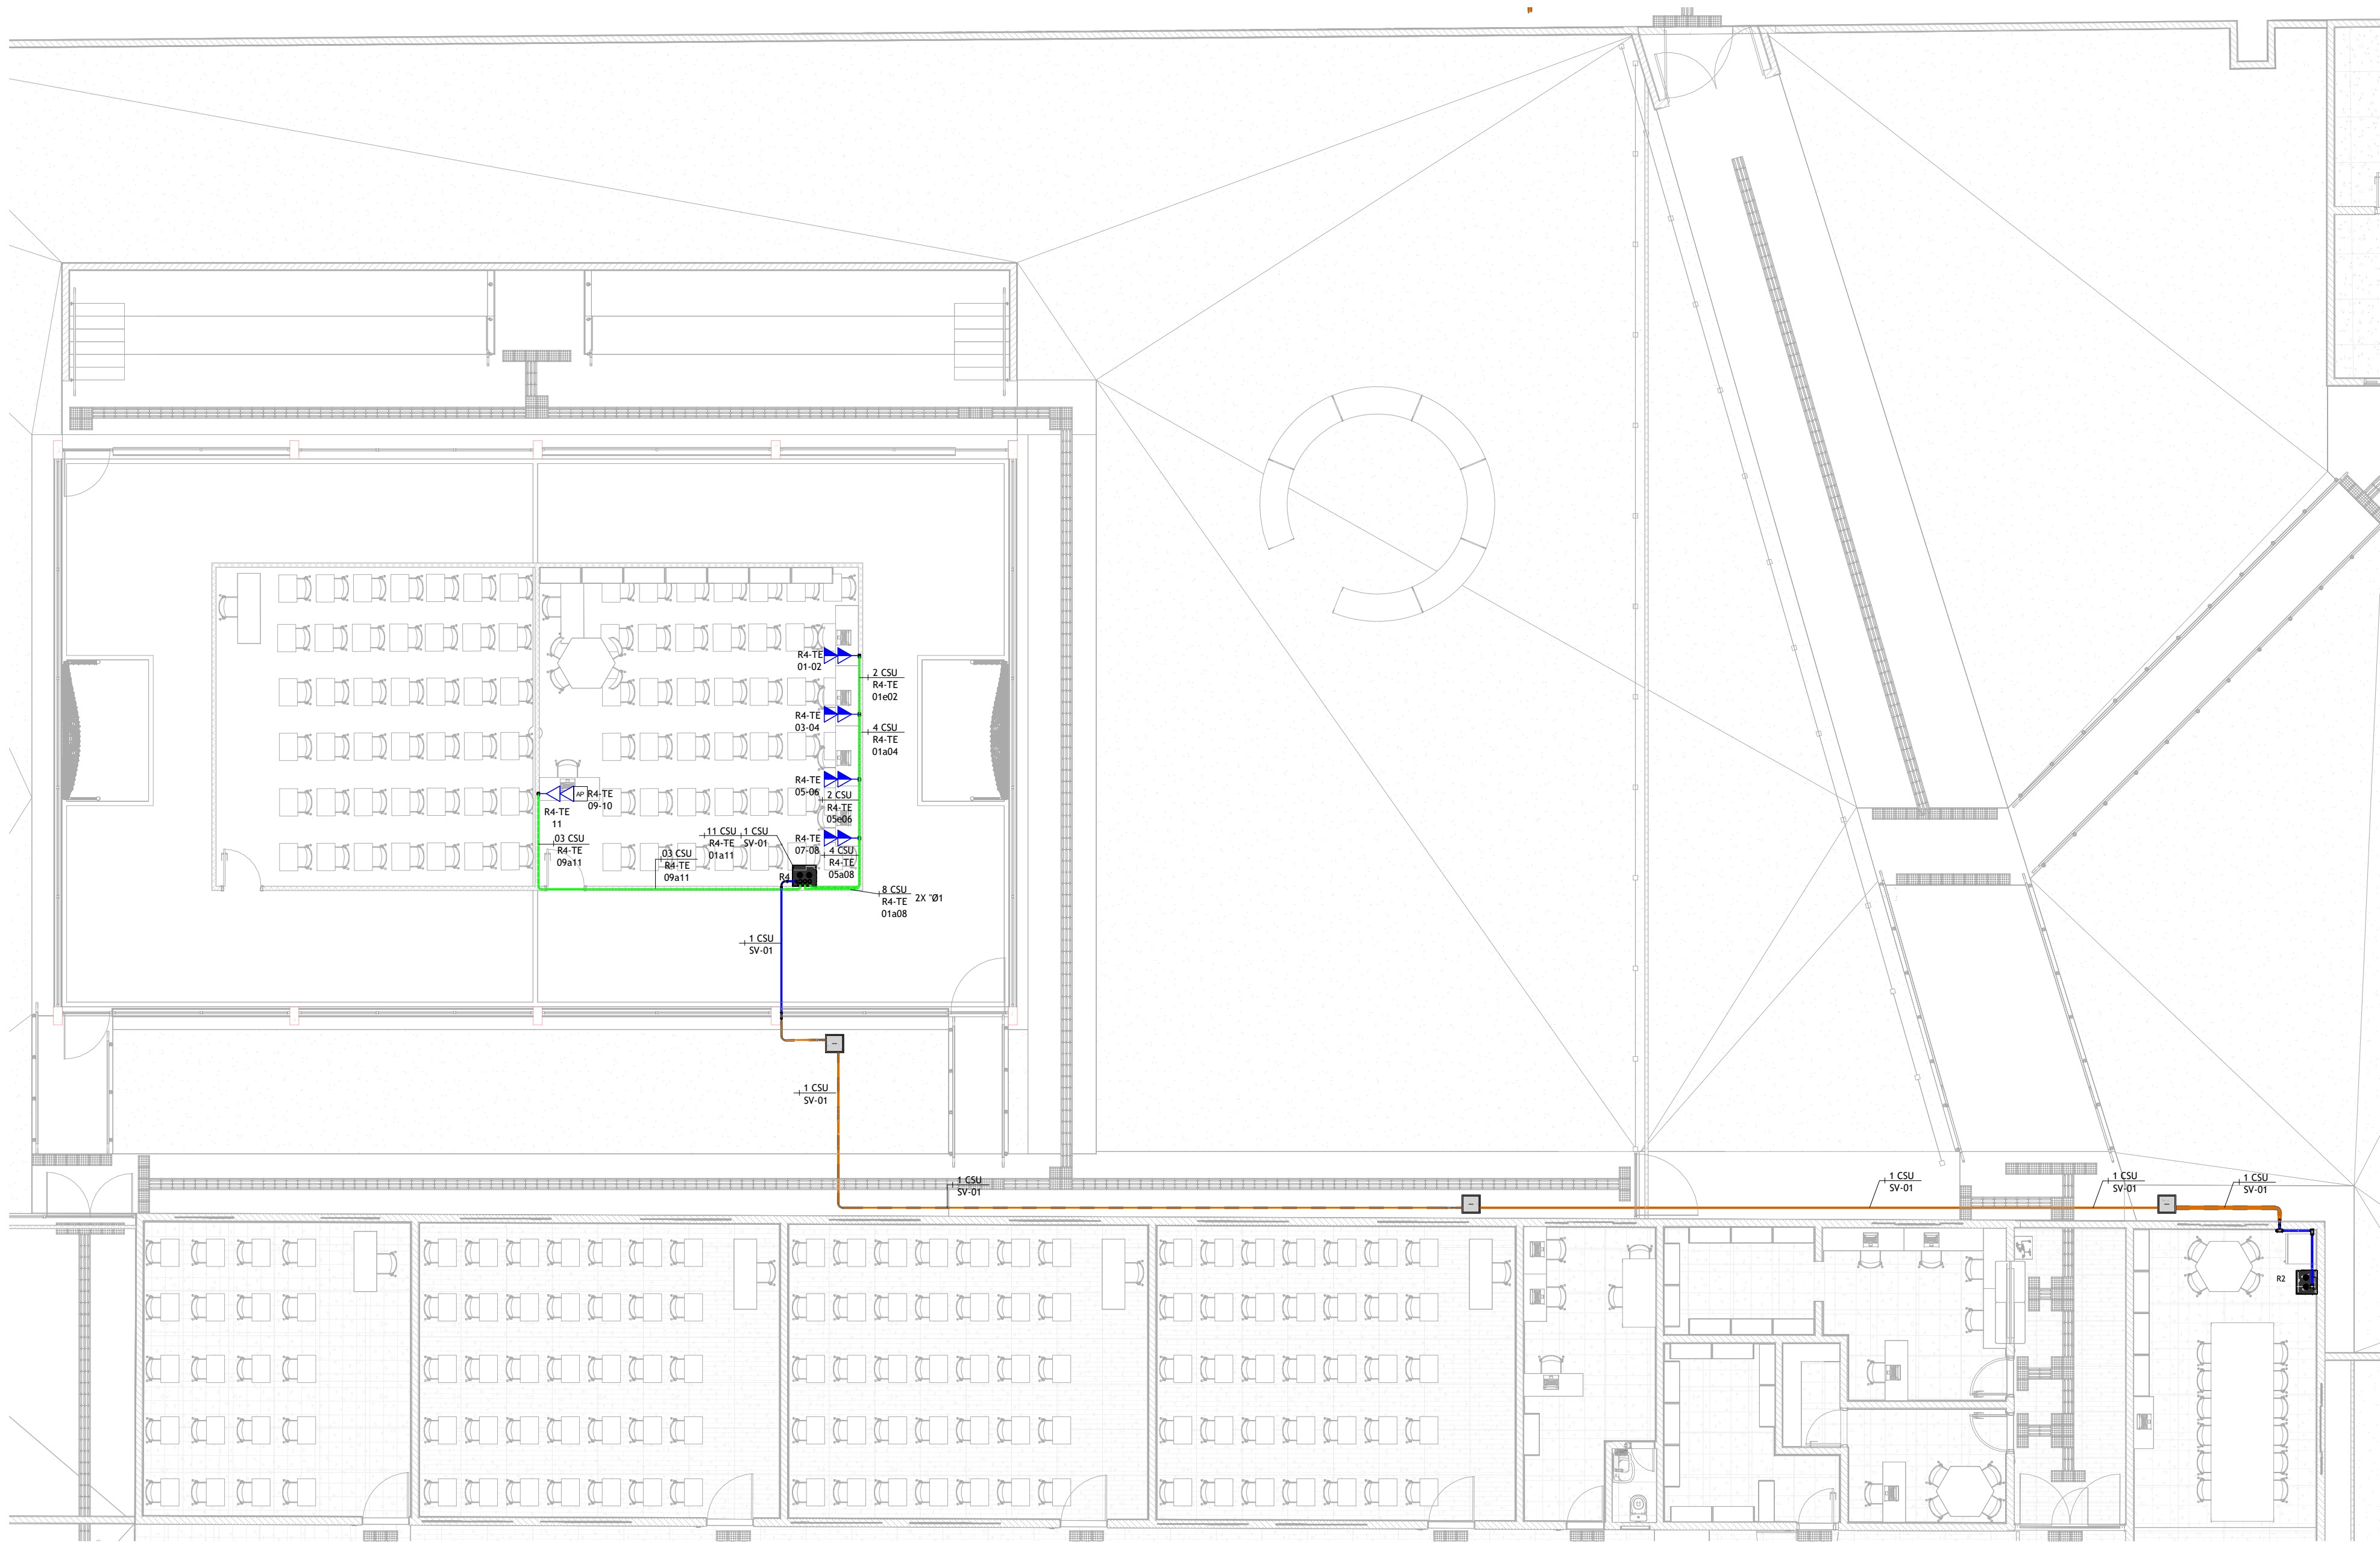 R4-TE
01-02
2 CSU
R4-TE
01e02
R4-TE
03-04
4 CSU
R4-TE
01a04
R4-TE
05-06
2 CSU
R4-TE
05e06
AP
R4-TE
09-10
R4-TE
11
03 CSU
R4-TE
09a11
11 CSU
R4-TE
01a11
1 CSU
SV-01
R4-TE
07-08
4 CSU
R4-TE
05a08
03 CSU
R4-TE
09a11
R4
8 CSU
R4-TE
01a08
2X "Ø1
1 CSU
SV-01
1 CSU
SV-01
1 CSU
SV-01
1 CSU
SV-01
1 CSU
SV-01
1 CSU
SV-01
R2